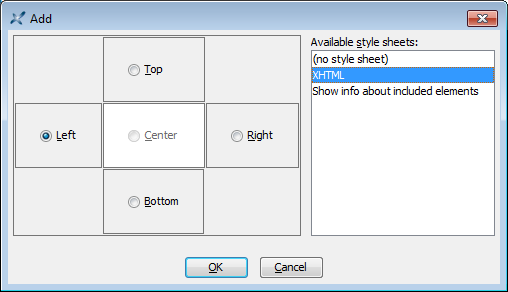 Add
Available style sheets:
Top
(no style sheet)
XHTML
Show info about included elements
Left
Center
Right
Bottom
OK
Cancel